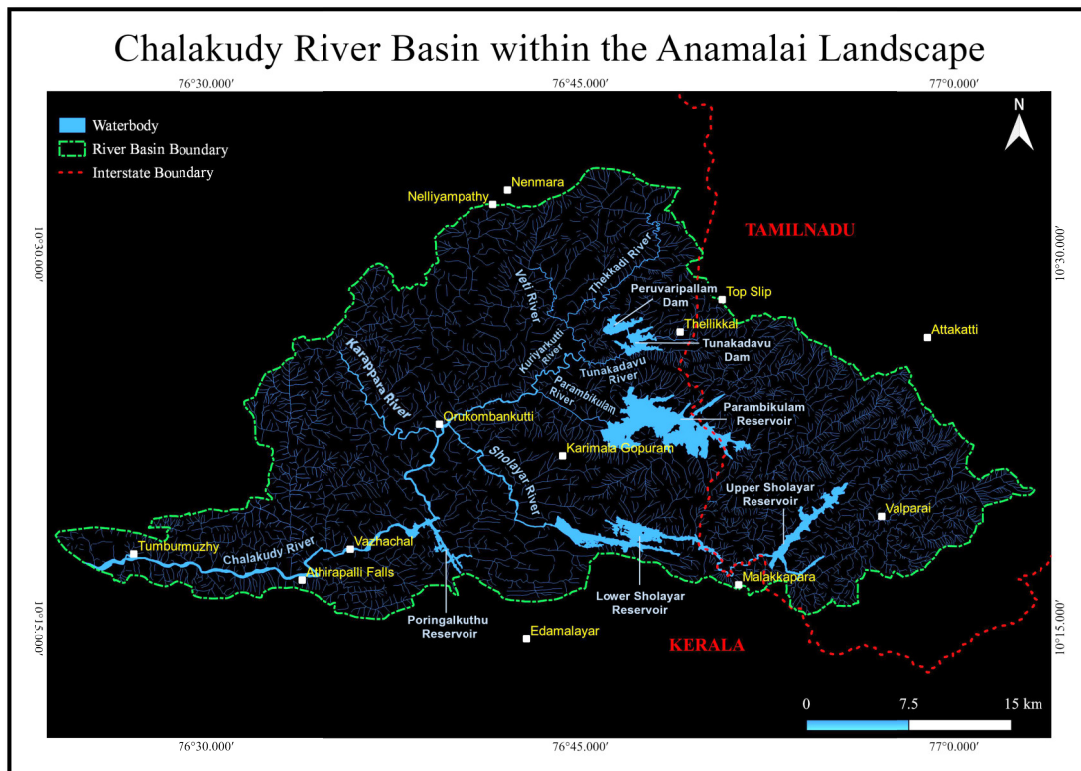 Chalakudy River Basin within the Anamalai Landscape
76°30.000′
76°45.000′
77°0.000′
Waterbody
River Basin Boundary
Interstate Boundary
N
Nenmara
Nelliyampathy
TAMILNADU
10°30.000′
10°30.000′
Thekkadi River
Veti River
Peruvaripallam
Dam
Top Slip
Thellikkal
Attakatti
Tunakadavu
Dam
Kuriyarkutti
River
Tunakadavu
River
Karappara River
Parambikulam
River
Parambikulam
Reservoir
Orukombankutti
Karimala Gopuram
Sholayar River
Upper Sholayar
Reservoir
Valparai
Vazhachal
Tumburmuzhy
Chalakudy River
Athirapalli Falls
Malakkapara
Lower Sholayar
Reservoir
Poringalkuthu
Reservoir
Edamalayar
KERALA
10°15.000′
10°15.000′
0
7.5
15 km
76°30.000′
76°45.000′
77°0.000′